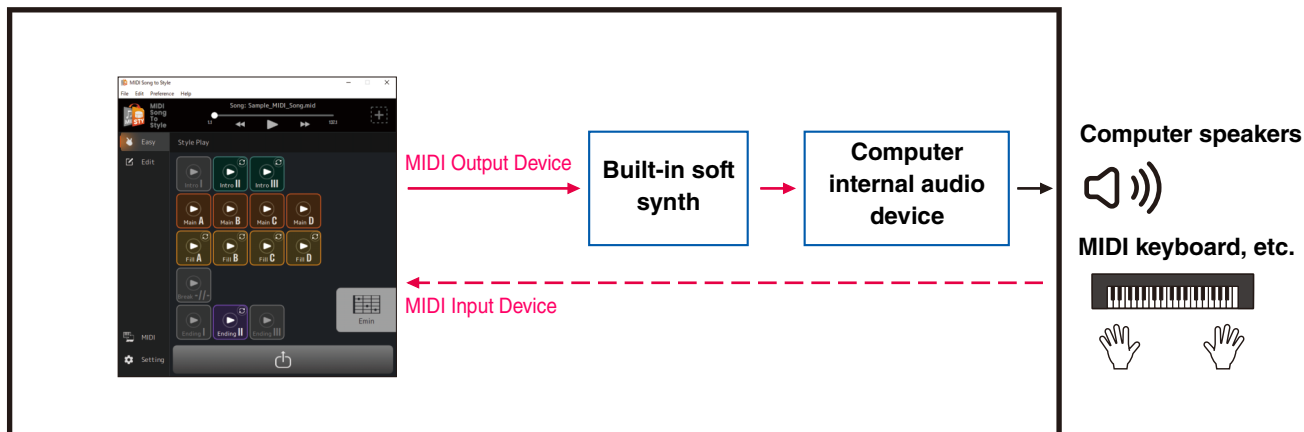 MIDI Song to Style
File Edit Preference Help
MIDI
Song
To
Style
Song: Sample_MIDI_Song.mid
Easy
Style Play
Edit
Intro I
Intro II
Intro III
Main A
Main B
Main C
Main D
Fill A
Fill B
Fill C
Fill D
Break -//-
Ending I
Ending II
Ending III
Emin
MIDI
Setting
MIDI Output Device
Built-in soft
synth
Computer
internal audio
device
Computer speakers
MIDI keyboard, etc.
MIDI Input Device